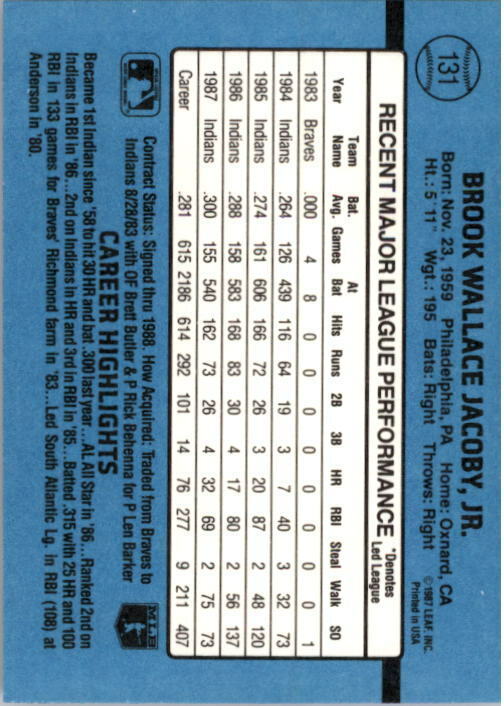 131
BROOK WALLACE JACOBY, JR.
Born: Nov. 23, 1959 Philadelphia, PA Home: Oxnard, CA
Ht.: 5' 11" Wgt.: 195 Bats: Right Throws: Right
©1987 LEAF, INC.
Printed in USA
RECENT MAJOR LEAGUE PERFORMANCE *Denotes Led League
Year Team Name Bat. Avg. Games At Bat Hits Runs 2B 3B HR RBI Steal Walk SO
1983 Braves .000 4 8 0 0 0 0 0 0 0 0 1
1984 Indians .264 126 439 116 64 19 3 7 40 3 32 73
1985 Indians .274 161 606 166 72 26 3 20 87 2 48 120
1986 Indians .288 158 583 168 83 30 4 17 80 2 56 137
1987 Indians .300 155 540 162 73 26 4 32 69 2 75 73
Career .281 615 2186 614 292 101 14 76 277 9 211 407
Contract Status: Signed thru 1988. How Acquired: Traded from Braves to
Indians 8/28/83 with OF Brett Butler & P Rick Behenna for P Len Barker
MLB
CAREER HIGHLIGHTS
Became 1st Indian since '58 to hit 30 HR and bat .300 last year...AL All Star in '86...Ranked 2nd on
Indians in RBI in '86...2nd on Indians in HR and 3rd in RBI in '85...Batted .315 with 25 HR and 100
RBI in 133 games for Braves' Richmond farm in '83...Led South Atlantic Lg. in RBI (108) at
Anderson in '80.